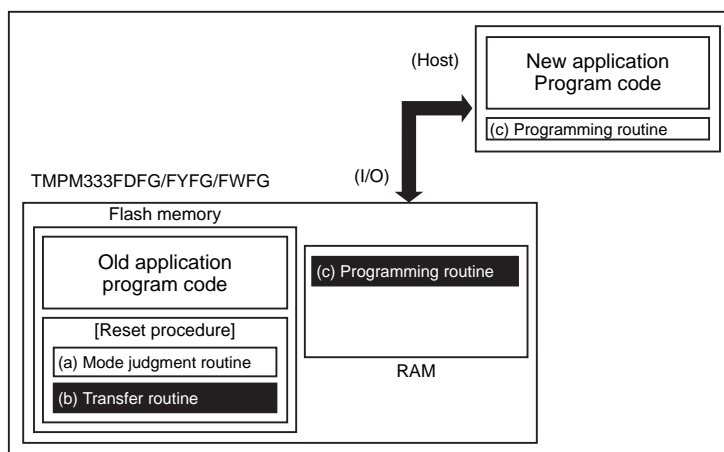 (Host)
New application
Program code
(c) Programming routine
(I/O)
TMPM333FDFG/FYFG/FWFG
Flash memory
Old application
program code
[Reset procedure]
(a) Mode judgment routine
(b) Transfer routine
(c) Programming routine
RAM